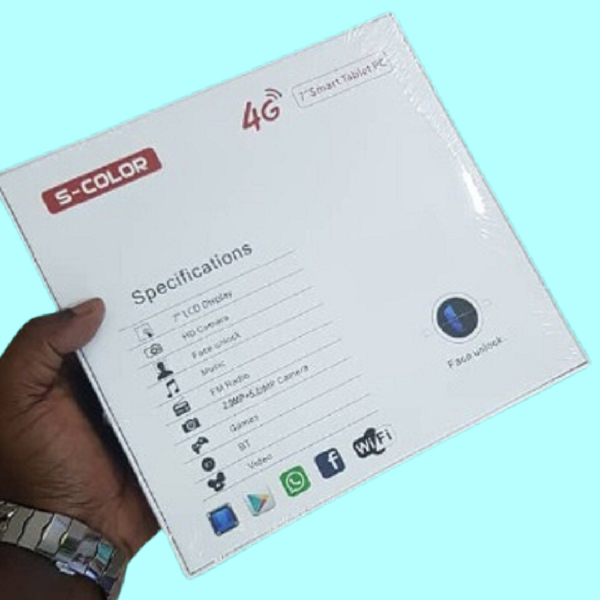 4G
7" Smart Tablet PC
S-COLOR
Specifications
7" LCD Display
HD Camera
Face unlock
Music
FM Radio
2.0MP+5.0MP Camera
Games
BT
Video
Face unlock
WiFi